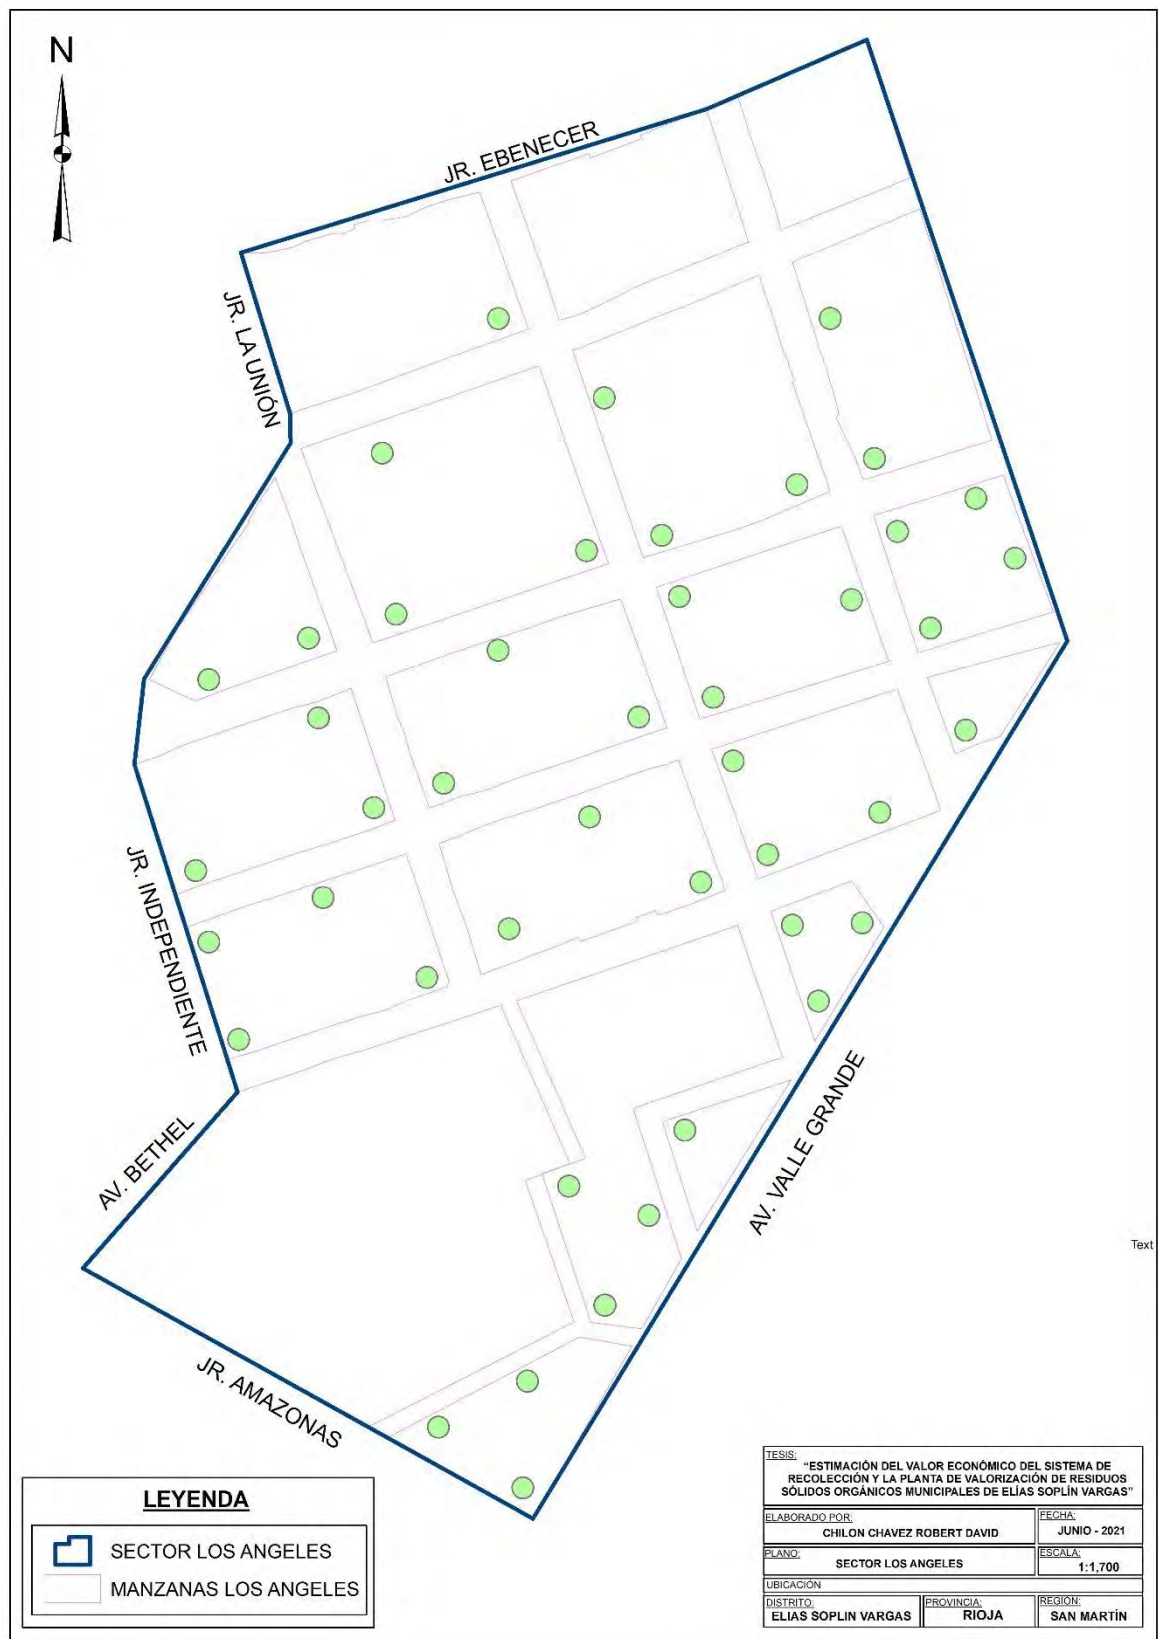 N
JR. EBENECER
JR. LA UNIÓN
JR. INDEPENDIENTE
AV. BETHEL
AV. VALLE GRANDE
Text
JR. AMAZONAS
LEYENDA
SECTOR LOS ANGELES
MANZANAS LOS ANGELES
TESIS:
"ESTIMACIÓN DEL VALOR ECONÓMICO DEL SISTEMA DE
RECOLECCIÓN Y LA PLANTA DE VALORIZACIÓN DE RESIDUOS
SÓLIDOS ORGÁNICOS MUNICIPALES DE ELÍAS SOPLÍN VARGAS"
ELABORADO POR:
CHILON CHAVEZ ROBERT DAVID
FECHA:
JUNIO - 2021
PLANO:
SECTOR LOS ANGELES
ESCALA:
1:1,700
UBICACIÓN
DISTRITO:
ELIAS SOPLIN VARGAS
PROVINCIA:
RIOJA
REGIÓN:
SAN MARTÍN